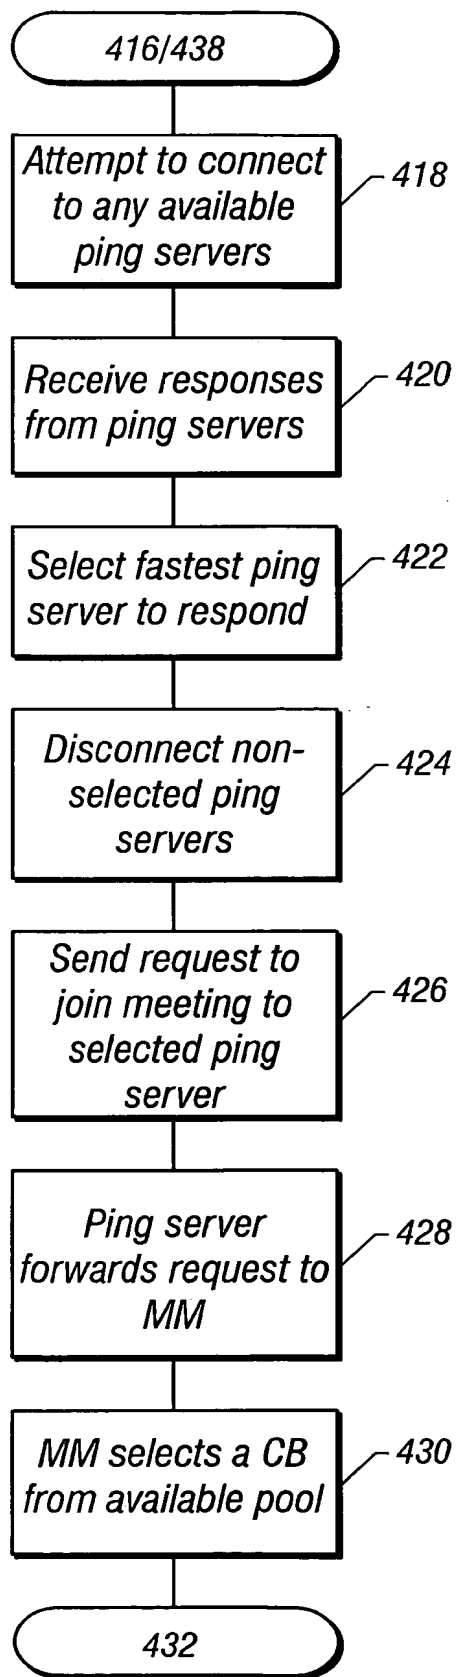 416/438
Attempt to connect
to any available
ping servers
418
Receive responses
from ping servers
420
Select fastest ping
server to respond
422
Disconnect non-
selected ping
servers
424
Send request to
join meeting to
selected ping
server
426
Ping server
forwards request to
MM
428
MM selects a CB
from available pool
430
432